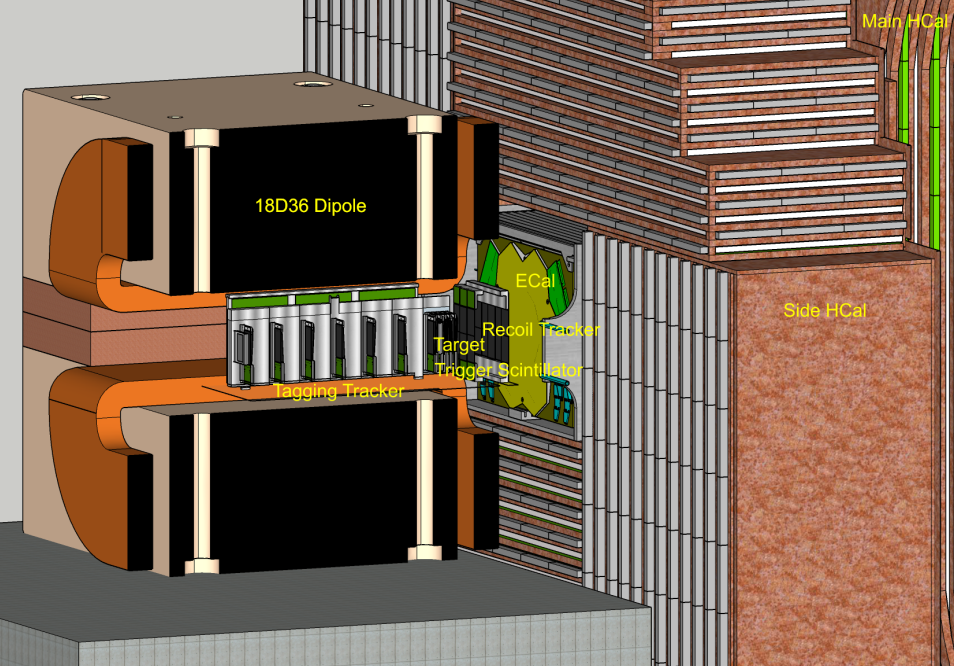 Main HCal
18D36 Dipole
ECal
Side HCal
Recoil Tracker
Target
Trigger Scintillator
Tagging Tracker